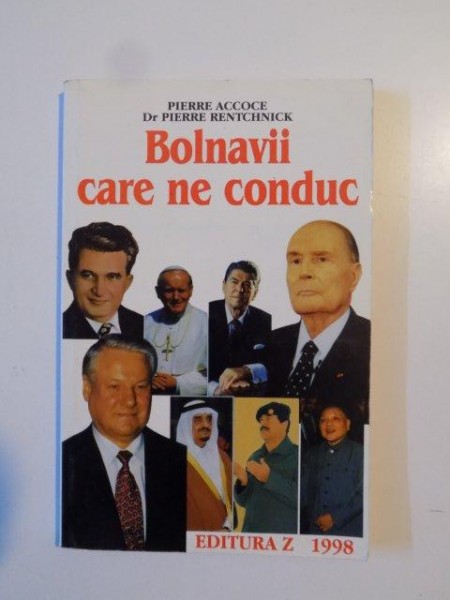 PIERRE ACCOCE
Dr PIERRE RENTCHNICK
Bolnavii
care ne conduc
EDITURA Z 1998